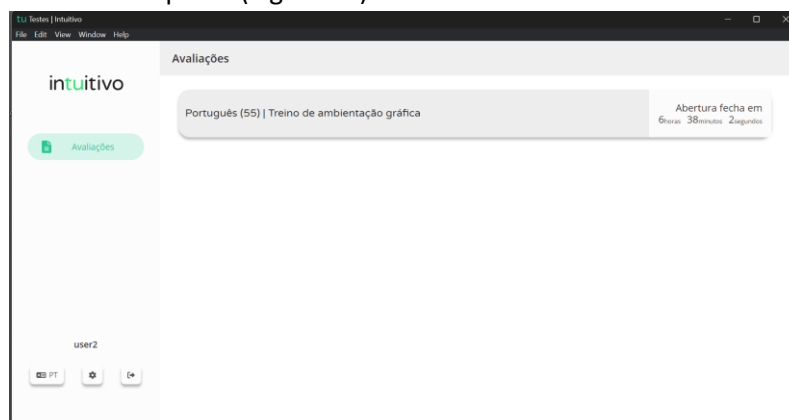 tu Testes | Intuitivo
File Edit View Window Help
intuitivo
Avaliações
user2
PT
Avaliações
Português (55) | Treino de ambientação gráfica
Abertura fecha em
6horas 38minutos 2segundos